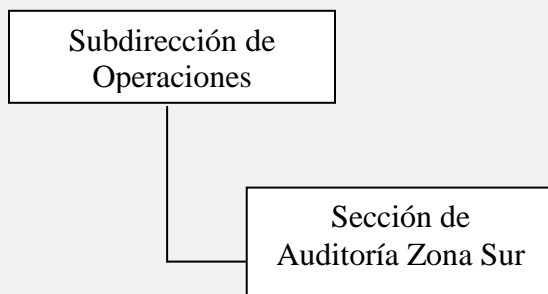 Subdirección de
Operaciones
Sección de
Auditoría Zona Sur